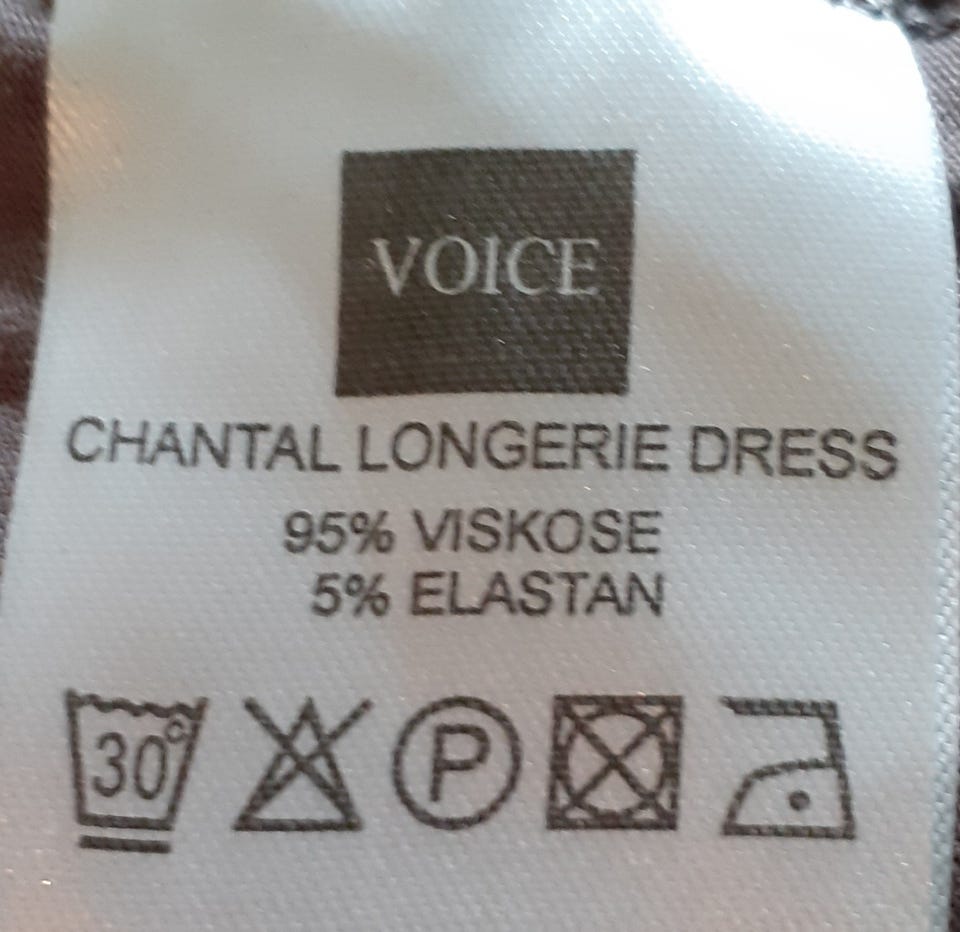 VOICE
CHANTAL LONGERIE DRESS
95% VISKOSE
5% ELASTAN
30° P